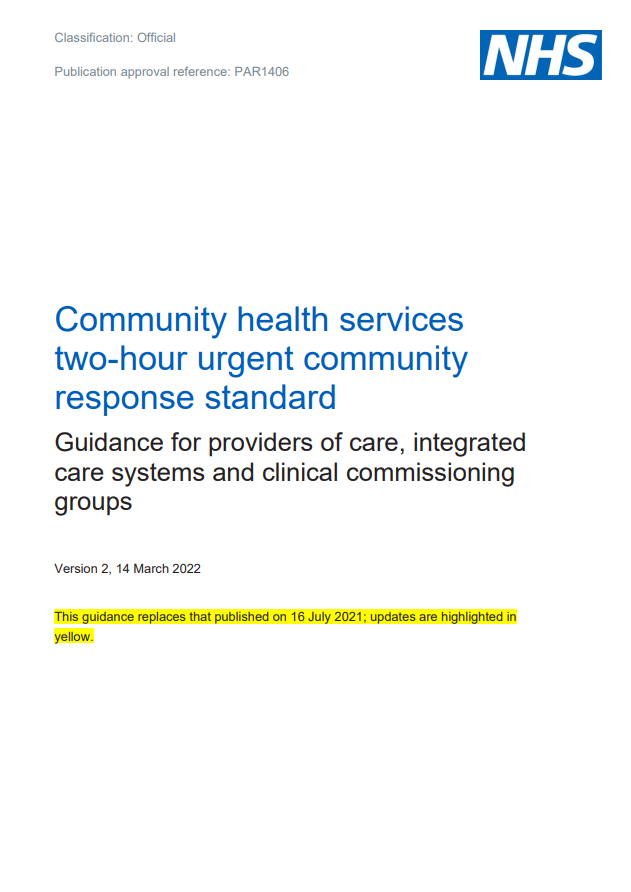 Classification: Official
NHS
Publication approval reference: PAR1406
Community health services
two-hour urgent community
response standard
Guidance for providers of care, integrated
care systems and clinical commissioning
groups
Version 2, 14 March 2022
This guidance replaces that published on 16 July 2021; updates are highlighted in
yellow.